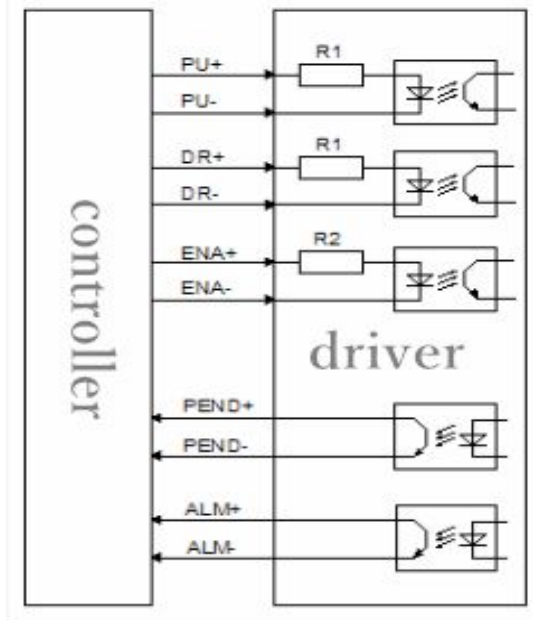 R1
PU+
PU-
R1
DR+
DR-
R2
ENA+
ENA-
controller
driver
PEND+
PEND-
ALM+
ALM-